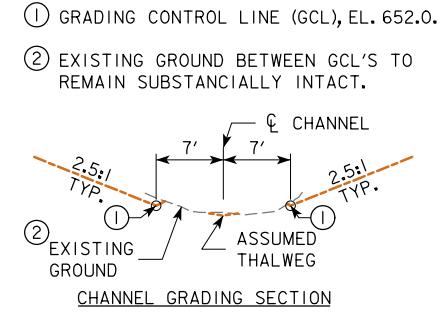 ① GRADING CONTROL LINE (GCL), EL. 652.0.
② EXISTING GROUND BETWEEN GCL'S TO
REMAIN SUBSTANCIALLY INTACT.
℄ CHANNEL
7' 7'
2.5:1
TYP.
2.5:1
TYP.
① ①
②
EXISTING
GROUND
ASSUMED
THALWEG
CHANNEL GRADING SECTION